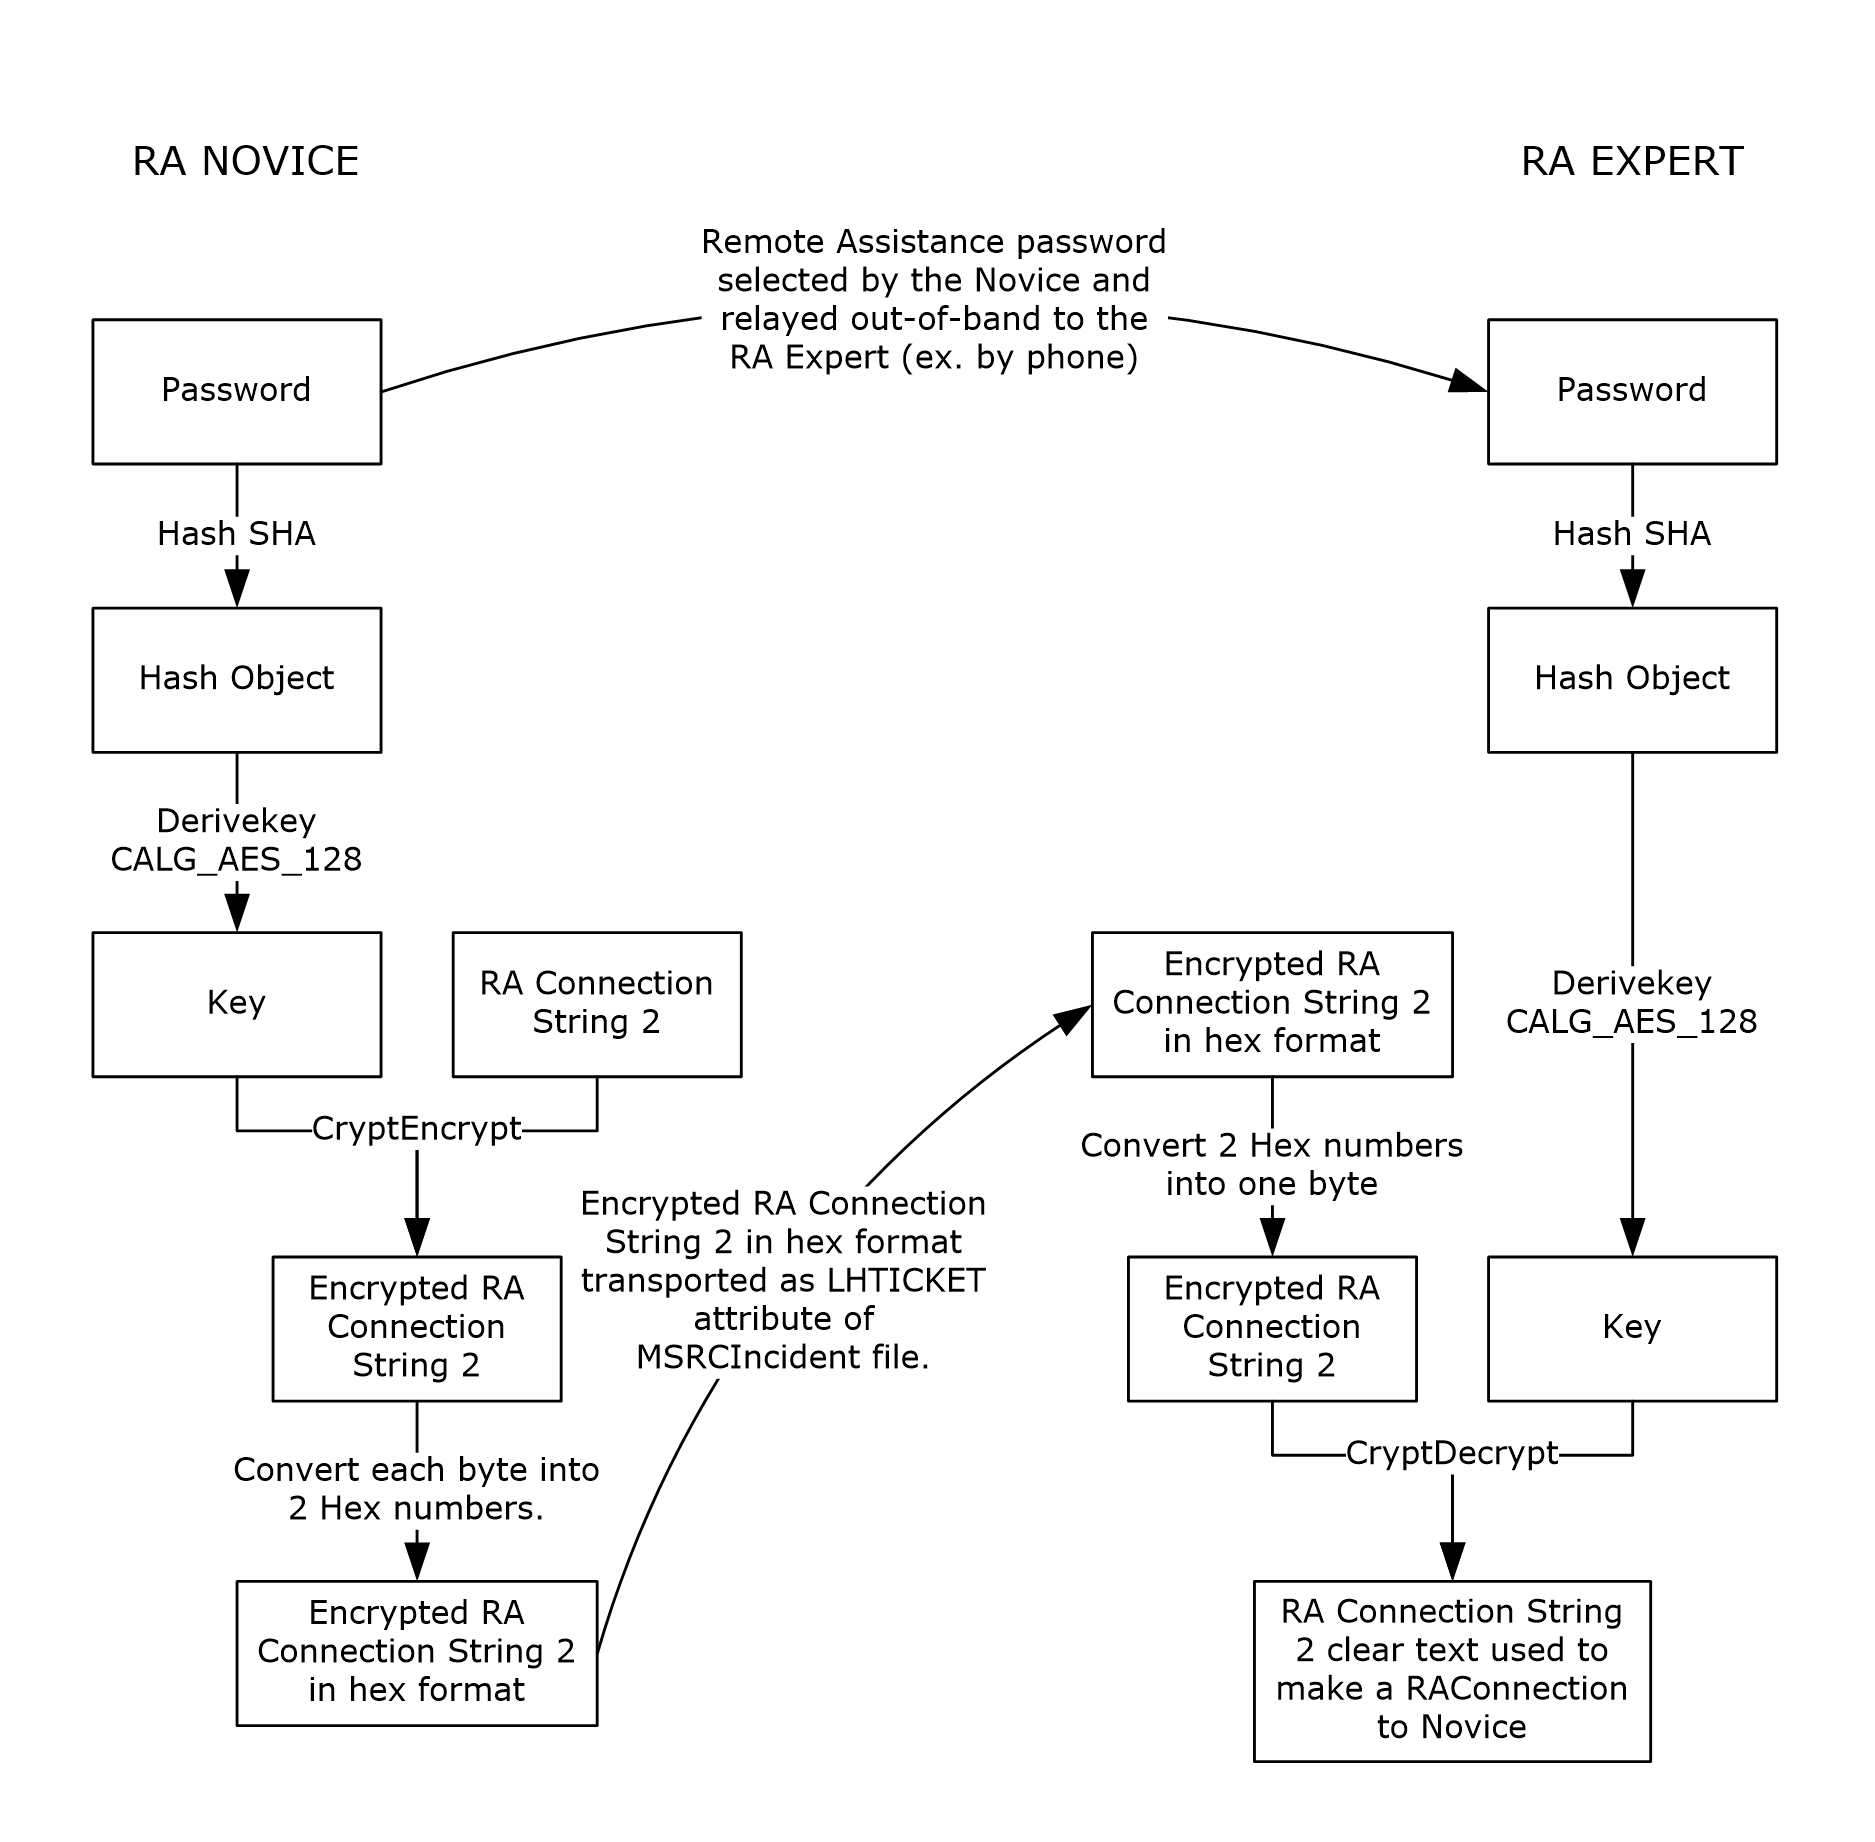 RA NOVICE
RA EXPERT
Remote Assistance password
selected by the Novice and
relayed out-of-band to the
RA Expert (ex. by phone)
Password
Password
Hash SHA
Hash SHA
Hash Object
Hash Object
Derivekey
CALG_AES_128
Key
RA Connection
String 2
Encrypted RA
Connection String 2
in hex format
Derivekey
CALG_AES_128
CryptEncrypt
Convert 2 Hex numbers
into one byte
Encrypted RA Connection
String 2 in hex format
transported as LHTICKET
attribute of
MSRCIncident file.
Encrypted RA
Connection
String 2
Encrypted RA
Connection
String 2
Key
Convert each byte into
2 Hex numbers.
CryptDecrypt
Encrypted RA
Connection String 2
in hex format
RA Connection String
2 clear text used to
make a RAConnection
to Novice